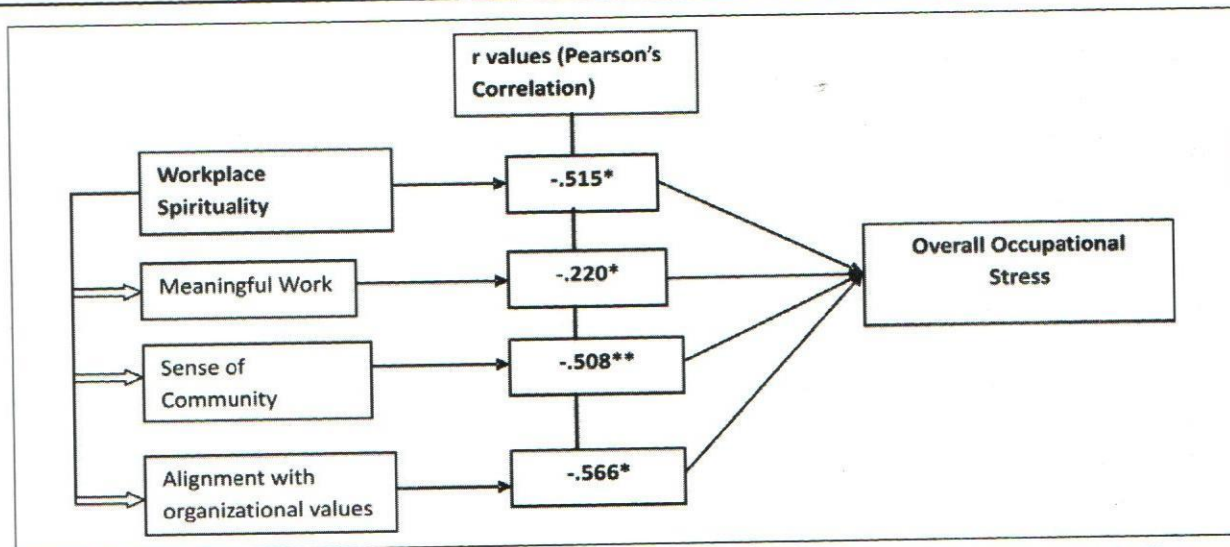 r values (Pearson's
Correlation)
Workplace
Spirituality
-.515*
Overall Occupational
Stress
Meaningful Work
-.220*
Sense of
Community
-.508**
Alignment with
organizational values
-.566*